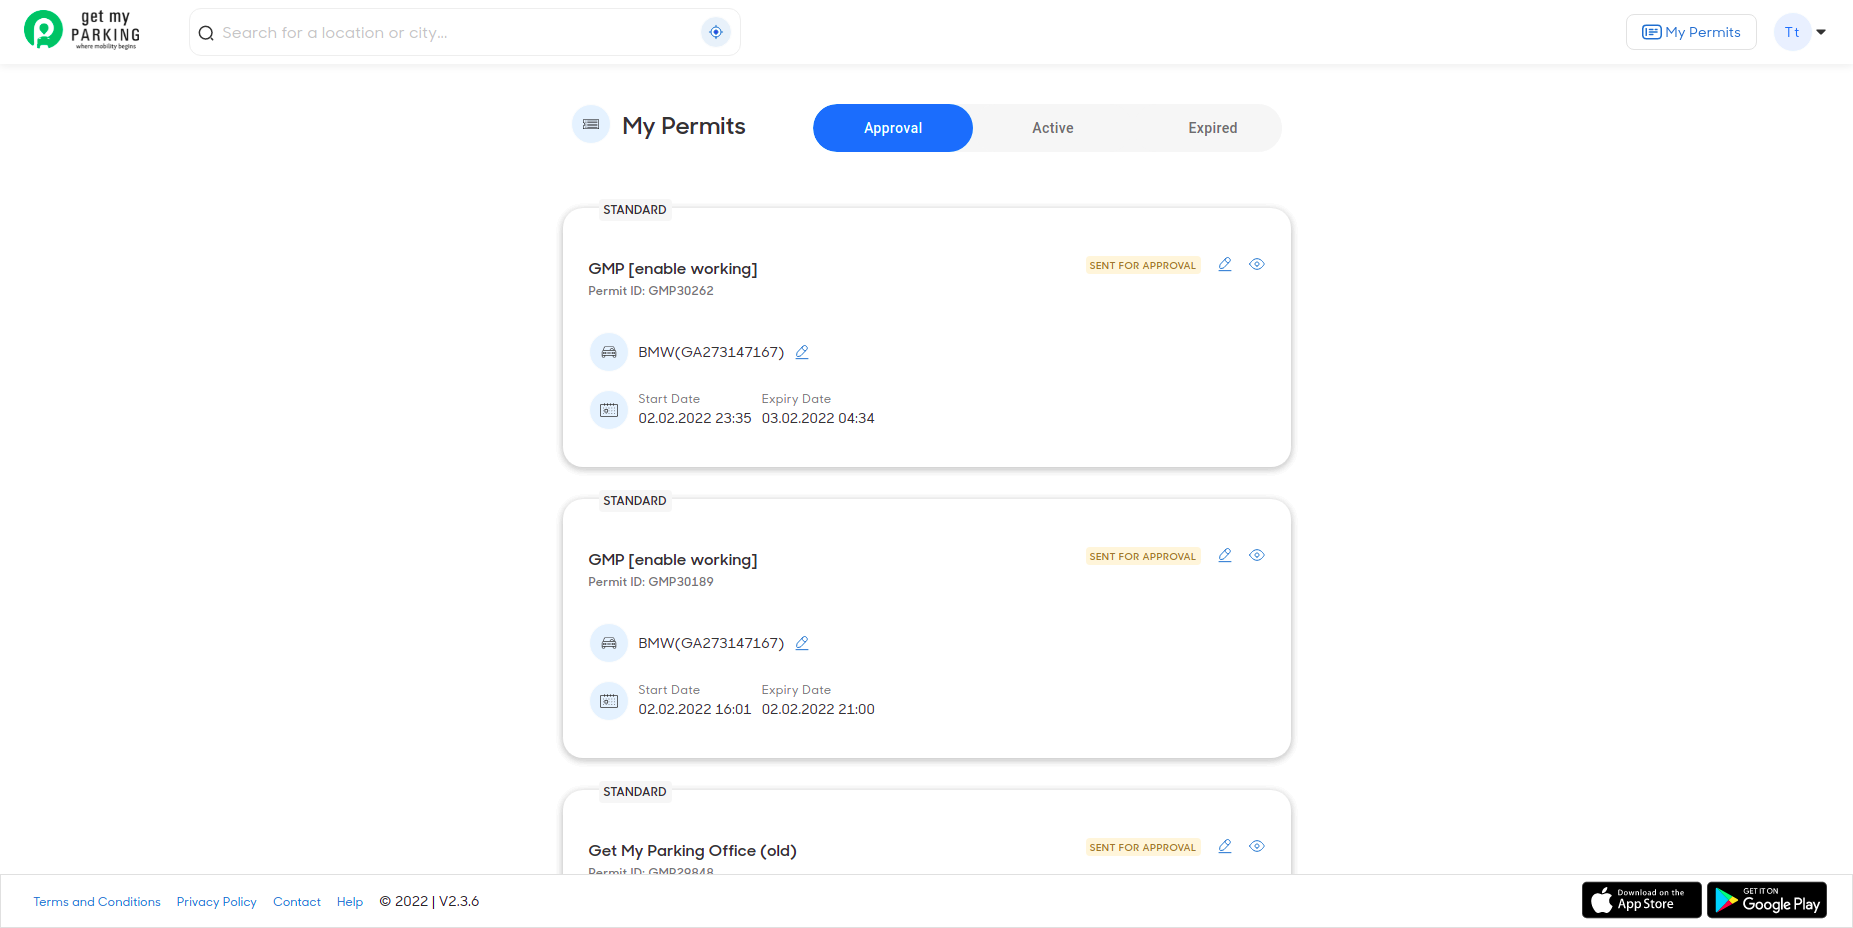 get my
PARKING
where mobility begins
Search for a location or city...
My Permits
Tt
My Permits
Approval
Active
Expired
STANDARD
GMP [enable working]
SENT FOR APPROVAL
Permit ID: GMP30262
BMW(GA273147167)
Start Date Expiry Date
02.02.2022 23:35 03.02.2022 04:34
STANDARD
GMP [enable working]
SENT FOR APPROVAL
Permit ID: GMP30189
BMW(GA273147167)
Start Date Expiry Date
02.02.2022 16:01 02.02.2022 21:00
STANDARD
Get My Parking Office (old)
SENT FOR APPROVAL
Permit ID: GMP29848
Terms and Conditions Privacy Policy Contact Help © 2022 | V2.3.6
Download on the
App Store
GET IT ON
Google Play